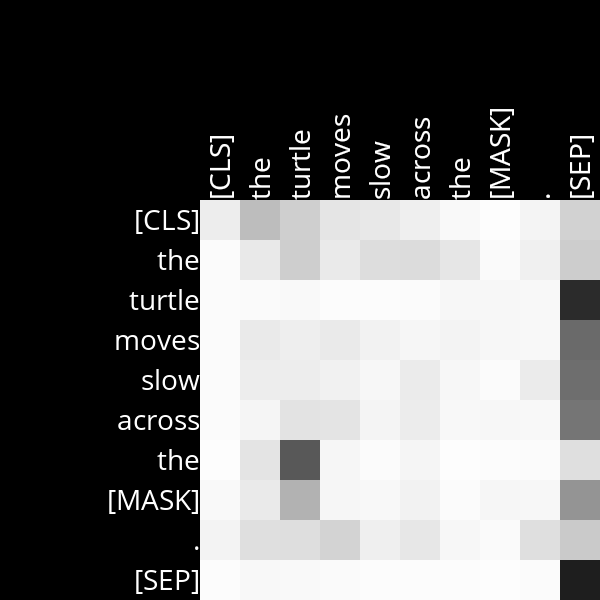 [CLS] the turtle moves slow across the [MASK] . [SEP]
[CLS]
the
turtle
moves
slow
across
the
[MASK]
.
[SEP]